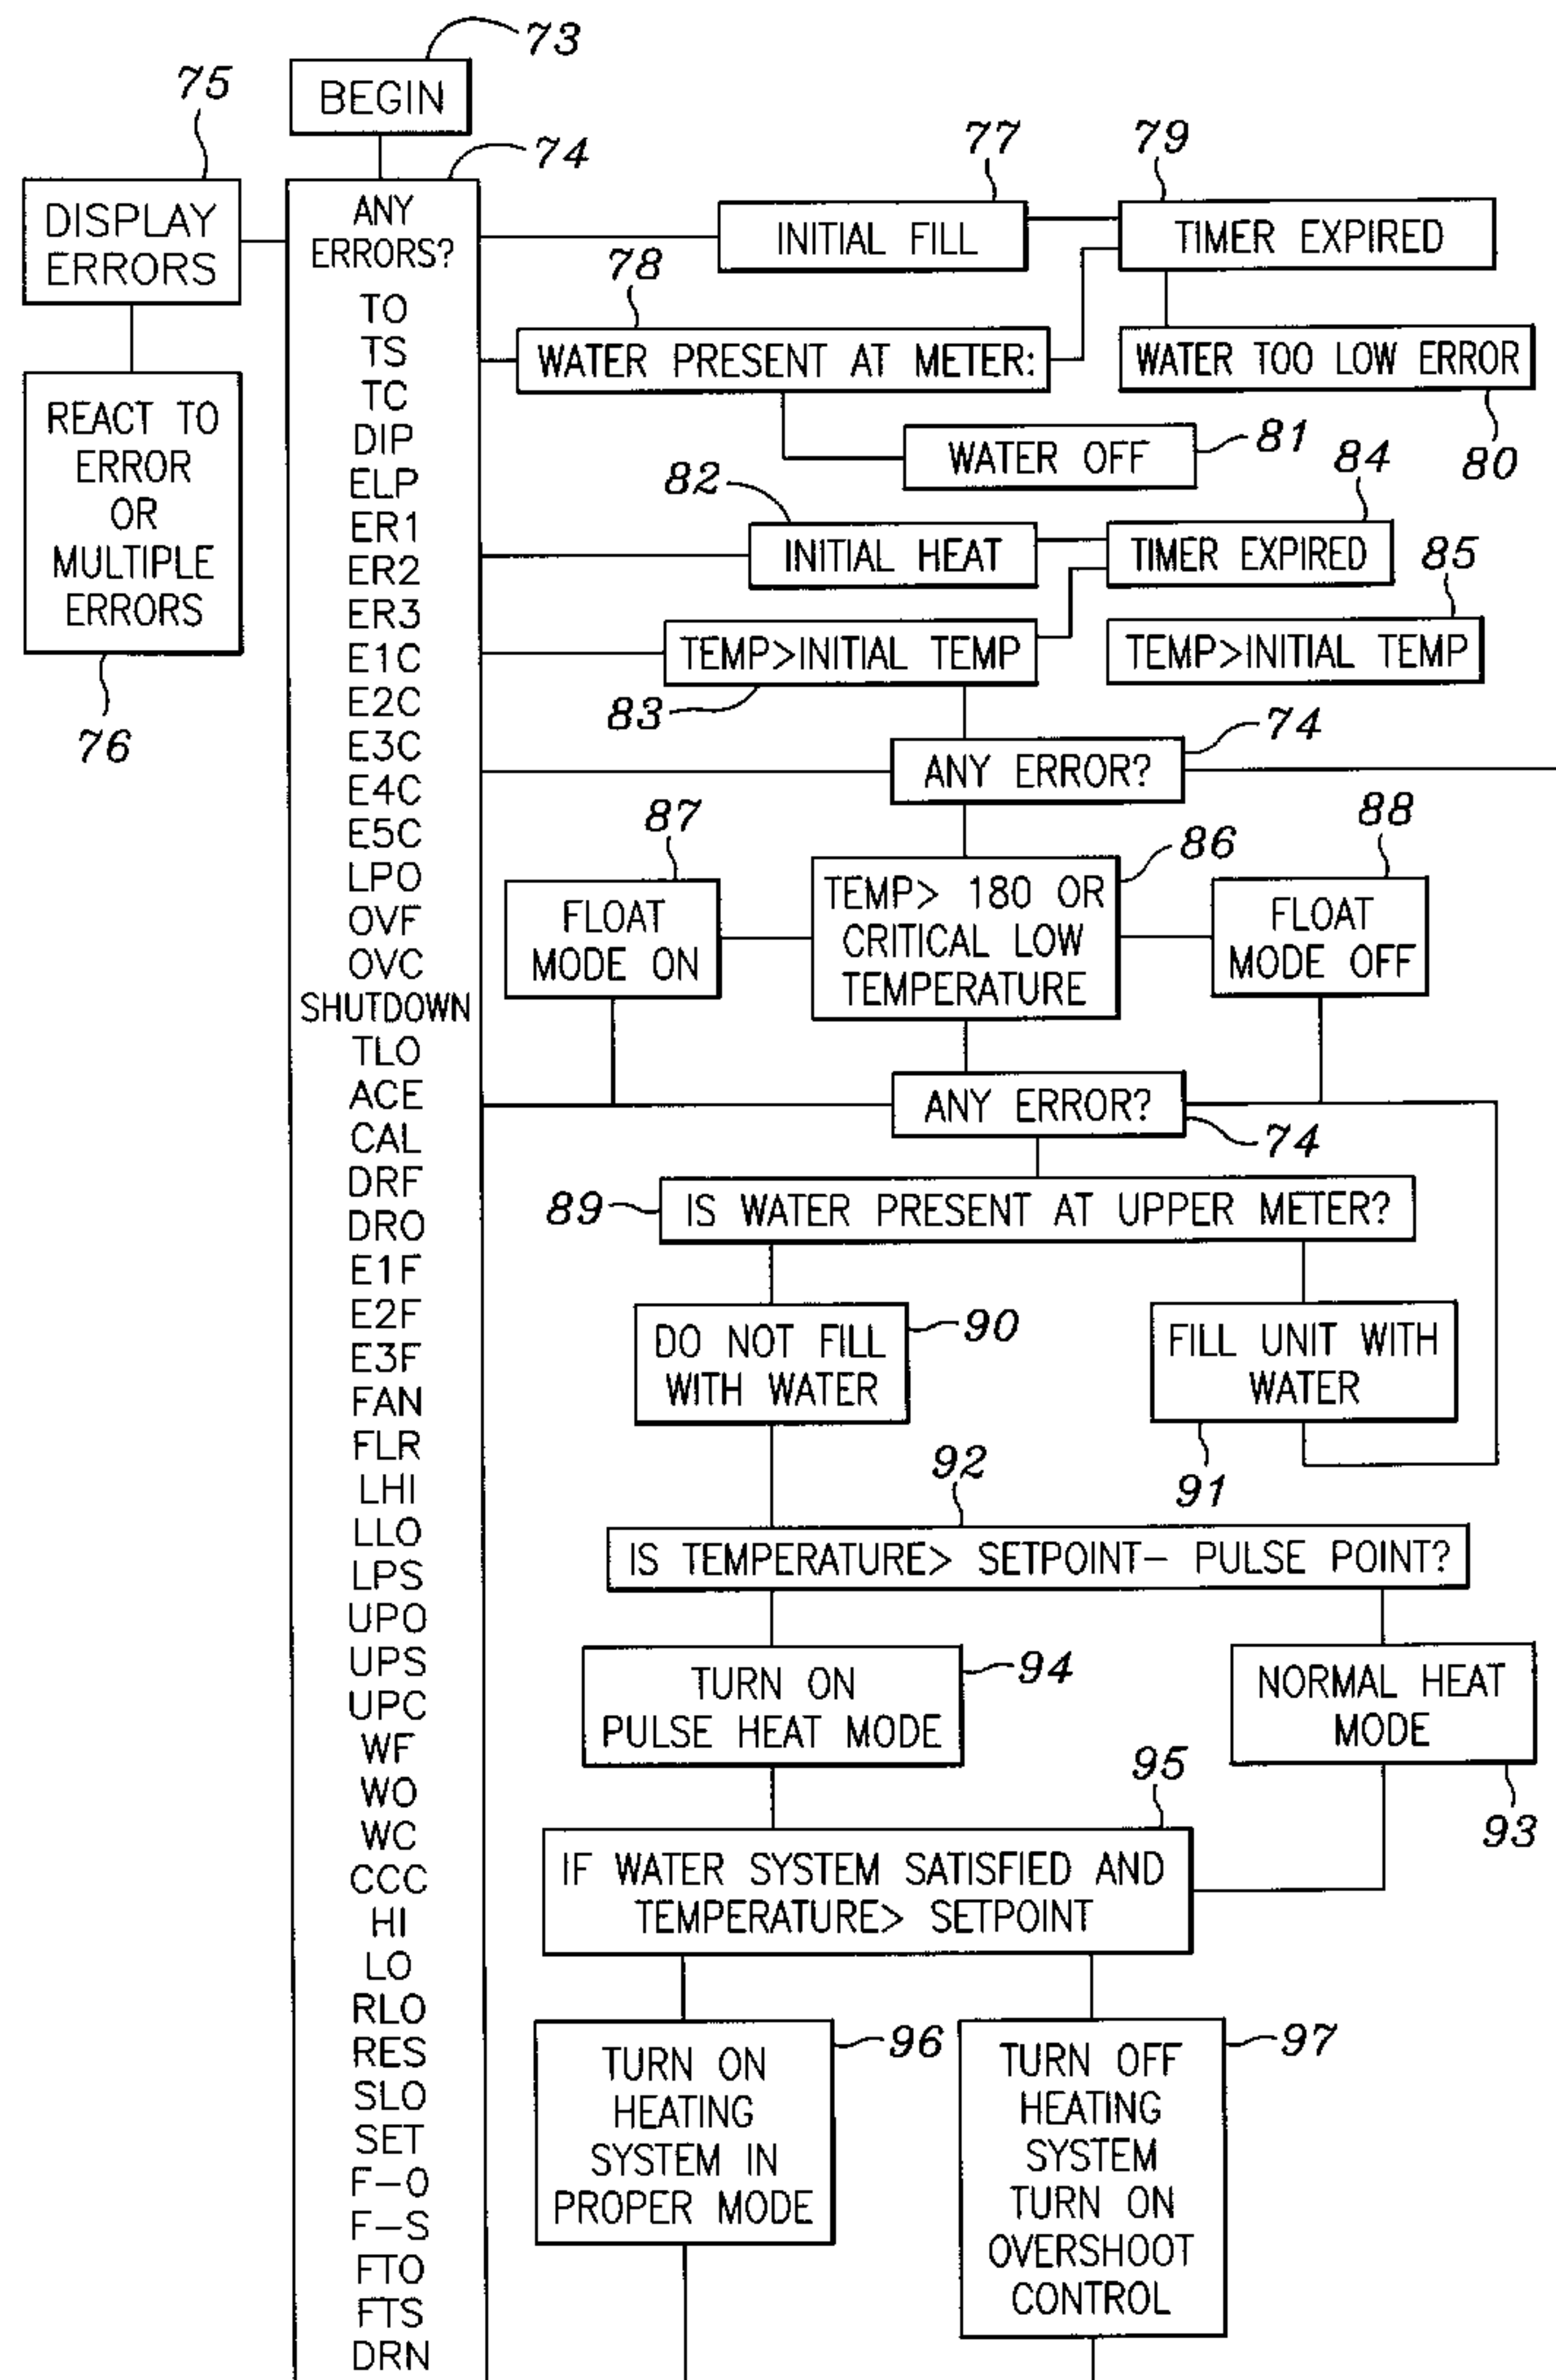 73
BEGIN
75
74
DISPLAY
ERRORS
76
REACT TO
ERROR
OR
MULTIPLE
ERRORS
ANY
ERRORS?
TO
TS
TC
DIP
ELP
ER1
ER2
ER3
E1C
E2C
E3C
E4C
E5C
LPO
OVF
OVC
SHUTDOWN
TLO
ACE
CAL
DRF
DRO
E1F
E2F
E3F
FAN
FLR
LHI
LLO
LPS
UPO
UPS
UPC
WF
WO
WC
CCC
HI
LO
RLO
RES
SLO
SET
F-O
F-S
FTO
FTS
DRN
77
INITIAL FILL
79
TIMER EXPIRED
78
WATER PRESENT AT METER:
WATER TOO LOW ERROR
80
WATER OFF
81
82
INITIAL HEAT
84
TIMER EXPIRED
85
TEMP>INITIAL TEMP
83
TEMP>INITIAL TEMP
74
ANY ERROR?
87
FLOAT
MODE ON
86
TEMP> 180 OR
CRITICAL LOW
TEMPERATURE
88
FLOAT
MODE OFF
ANY ERROR?
74
89
IS WATER PRESENT AT UPPER METER?
DO NOT FILL
WITH WATER
90
FILL UNIT WITH
WATER
91
92
IS TEMPERATURE> SETPOINT- PULSE POINT?
TURN ON
PULSE HEAT MODE
94
NORMAL HEAT
MODE
93
95
IF WATER SYSTEM SATISFIED AND
TEMPERATURE> SETPOINT
TURN ON
HEATING
SYSTEM IN
PROPER MODE
96
TURN OFF
HEATING
SYSTEM
TURN ON
OVERSHOOT
CONTROL
97